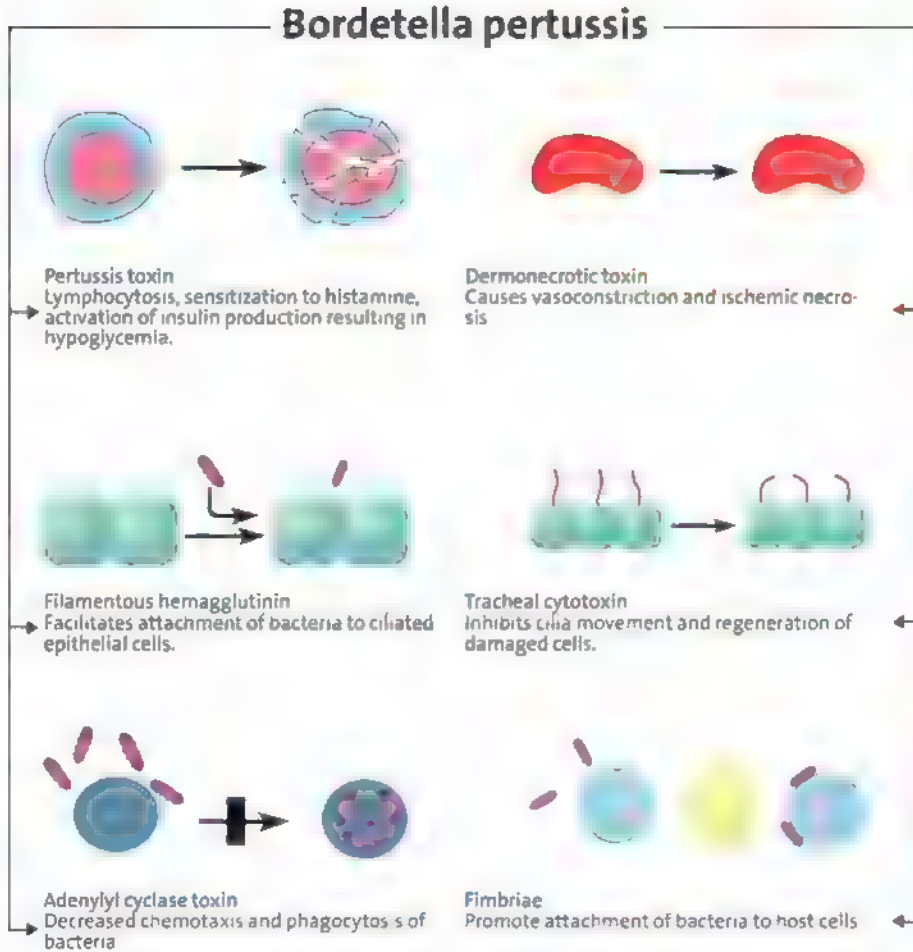 Bordetella pertussis
Pertussis toxin
Lymphocytosis, sensitization to histamine,
activation of insulin production resulting in
hypoglycemia.
Dermonecrotic toxin
Causes vasoconstriction and ischemic necro-
sis
Filamentous hemagglutinin
Facilitates attachment of bacteria to ciliated
epithelial cells.
Tracheal cytotoxin
Inhibits cilia movement and regeneration of
damaged cells.
Adenylyl cyclase toxin
Decreased chemotaxis and phagocytosis of
bacteria
Fimbriae
Promote attachment of bacteria to host cells